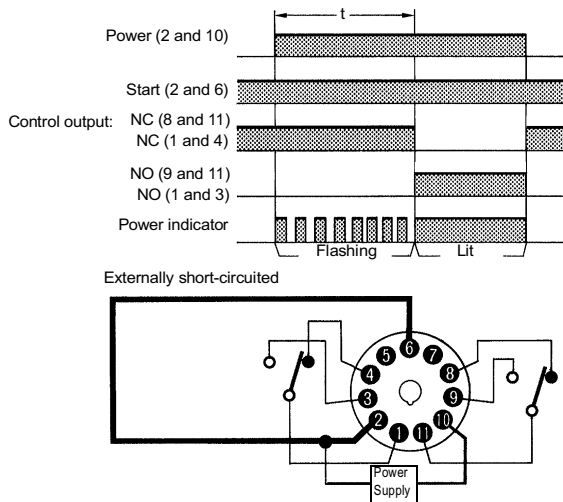 t
Power (2 and 10)
Start (2 and 6)
Control output: NC (8 and 11)
NC (1 and 4)
NO (9 and 11)
NO (1 and 3)
Power indicator
Flashing Lit
Externally short-circuited
6
5 7
4 8
3 9
2 10
1 11
Power
Supply